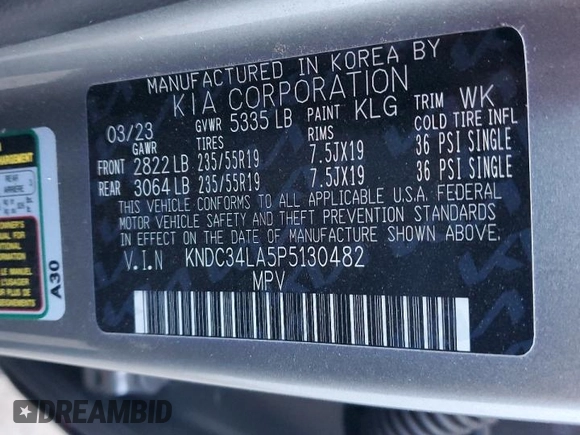 MANUFACTURED IN KOREA BY
KIA CORPORATION
03/23 GVWR 5335 LB PAINT KLG TRIM WK
GAWR TIRES RIMS COLD TIRE INFL
FRONT 2822 LB 235/55R19 7.5JX19 36 PSI SINGLE
REAR 3064 LB 235/55R19 7.5JX19 36 PSI SINGLE
THIS VEHICLE CONFORMS TO ALL APPLICABLE U.S.A. FEDERAL
MOTOR VEHICLE SAFETY AND THEFT PREVENTION STANDARDS
IN EFFECT ON THE DATE OF MANUFACTURE SHOWN ABOVE.
V.I.N KNDC34LA5P5130482
MPV
REAR
ARRIERE
A30
DREAMBID